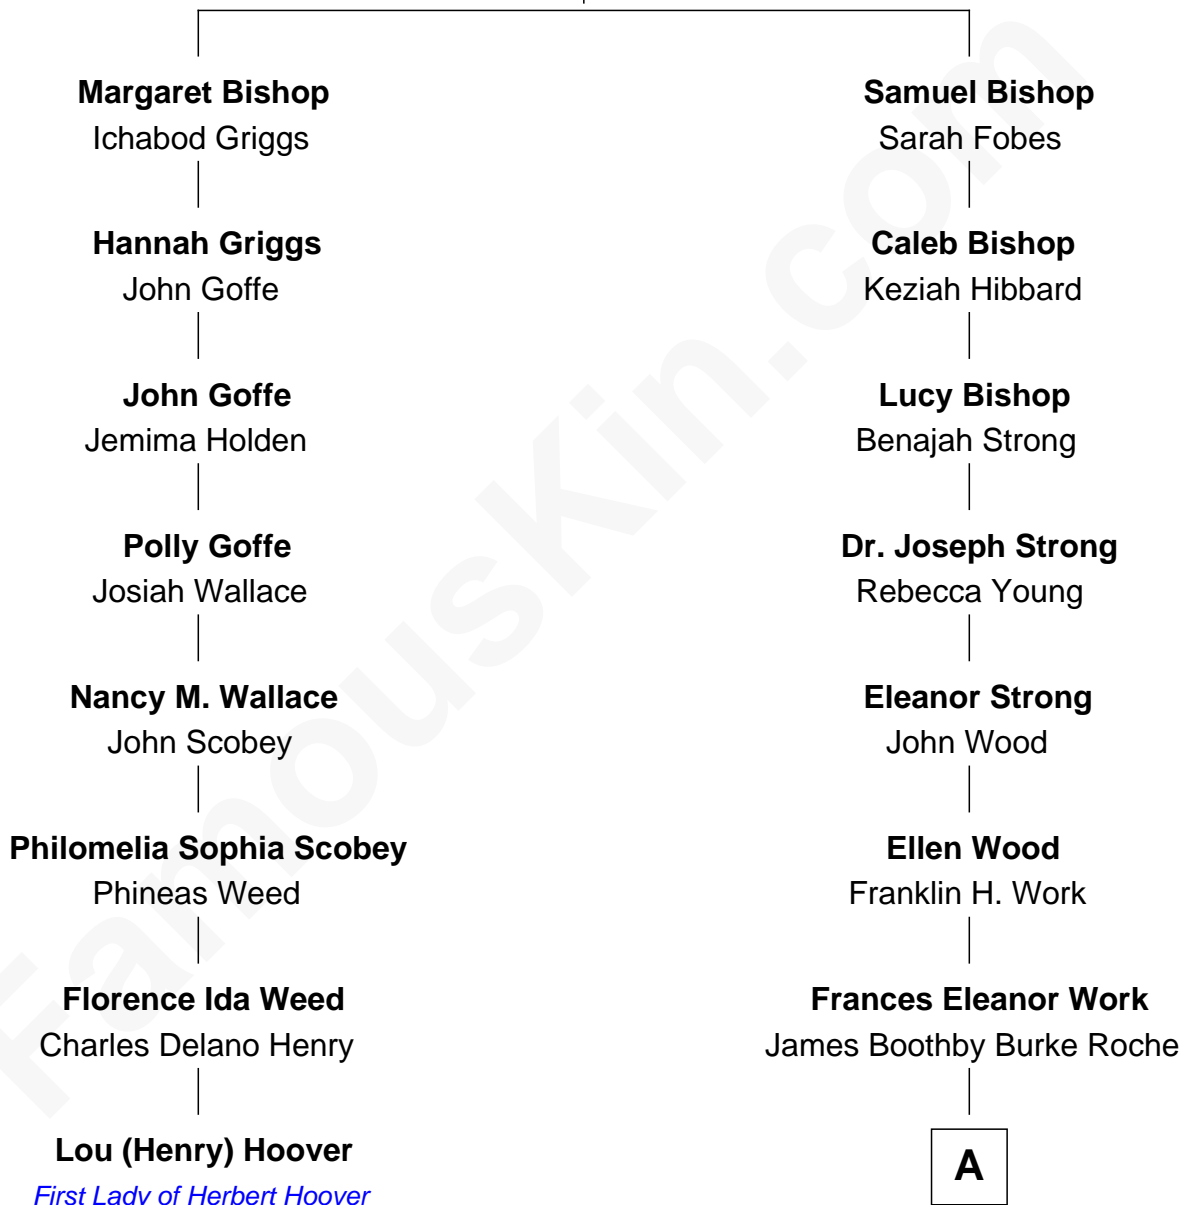 Margaret Bishop
Ichabod Griggs
Samuel Bishop
Sarah Fobes
Hannah Griggs
John Goffe
Caleb Bishop
Keziah Hibbard
John Goffe
Jemima Holden
Lucy Bishop
Benajah Strong
Polly Goffe
Josiah Wallace
Dr. Joseph Strong
Rebecca Young
Nancy M. Wallace
John Scobey
Eleanor Strong
John Wood
Philomelia Sophia Scobey
Phineas Weed
Ellen Wood
Franklin H. Work
Florence Ida Weed
Charles Delano Henry
Frances Eleanor Work
James Boothby Burke Roche
Lou (Henry) Hoover
First Lady of Herbert Hoover
A
FamousKin.com